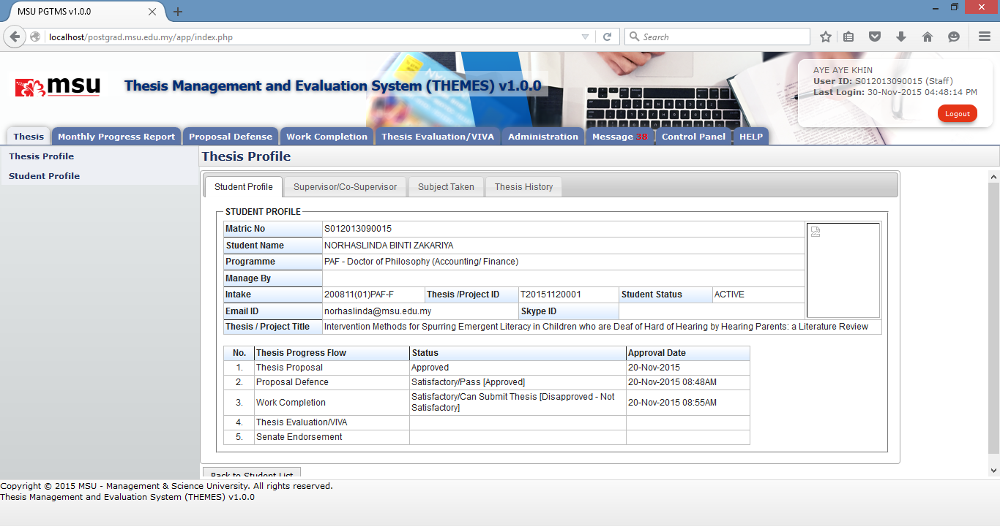 MSU PGTMS v1.0.0
localhost/postgrad.msu.edu.my/app/index.php
Search
msu
Thesis Management and Evaluation System (THEMES) v1.0.0
AYE AYE KHIN
User ID: S012013090015 (Staff)
Last Login: 30-Nov-2015 04:48:14 PM
Logout
Thesis Monthly Progress Report Proposal Defense Work Completion Thesis Evaluation/VIVA Administration Message 38 Control Panel HELP
Thesis Profile
Student Profile
Thesis Profile
Student Profile Supervisor/Co-Supervisor Subject Taken Thesis History
STUDENT PROFILE
Matric No S012013090015
Student Name NORHASLINDA BINTI ZAKARIYA
Programme PAF - Doctor of Philosophy (Accounting/ Finance)
Manage By
Intake 200811(01)PAF-F Thesis /Project ID T20151120001 Student Status ACTIVE
Email ID norhaslinda@msu.edu.my Skype ID
Thesis / Project Title Intervention Methods for Spurring Emergent Literacy in Children who are Deaf of Hard of Hearing by Hearing Parents: a Literature Review
No. Thesis Progress Flow Status Approval Date
1. Thesis Proposal Approved 20-Nov-2015
2. Proposal Defence Satisfactory/Pass [Approved] 20-Nov-2015 08:48AM
3. Work Completion Satisfactory/Can Submit Thesis [Disapproved - Not
Satisfactory] 20-Nov-2015 08:55AM
4. Thesis Evaluation/VIVA
5. Senate Endorsement
Back to Student List
Copyright © 2015 MSU - Management & Science University. All rights reserved.
Thesis Management and Evaluation System (THEMES) v1.0.0